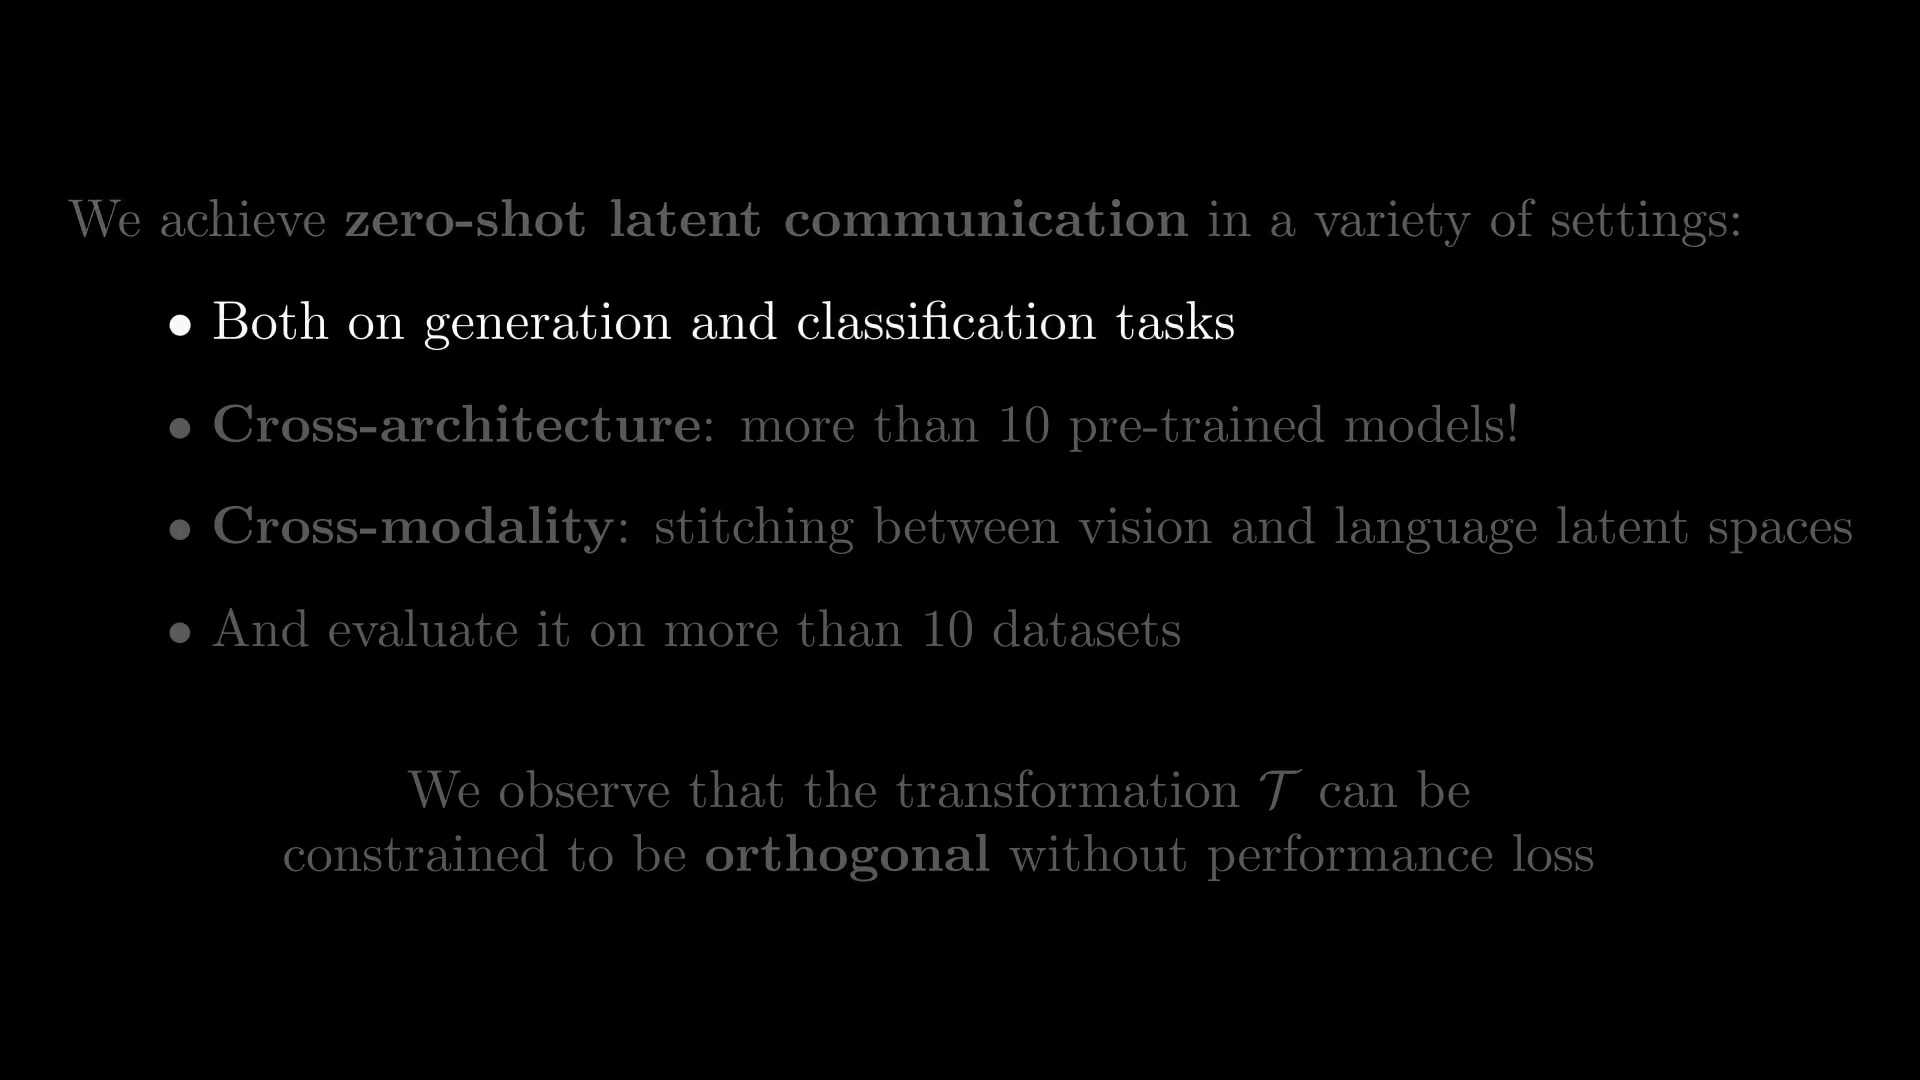 We achieve zero-shot latent communication in a variety of settings:
• Both on generation and classification tasks
• Cross-architecture: more than 10 pre-trained models!
• Cross-modality: stitching between vision and language latent spaces
• And evaluate it on more than 10 datasets
We observe that the transformation 𝒯 can be
constrained to be orthogonal without performance loss